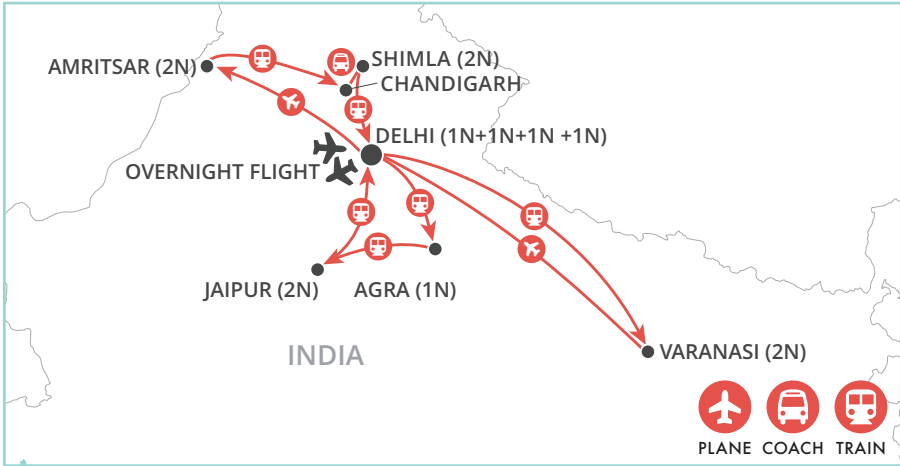 SHIMLA (2N)
AMRITSAR (2N)
CHANDIGARH
DELHI (1N+1N+1N +1N)
OVERNIGHT FLIGHT
JAIPUR (2N)
AGRA (1N)
INDIA
VARANASI (2N)
PLANE
COACH
TRAIN